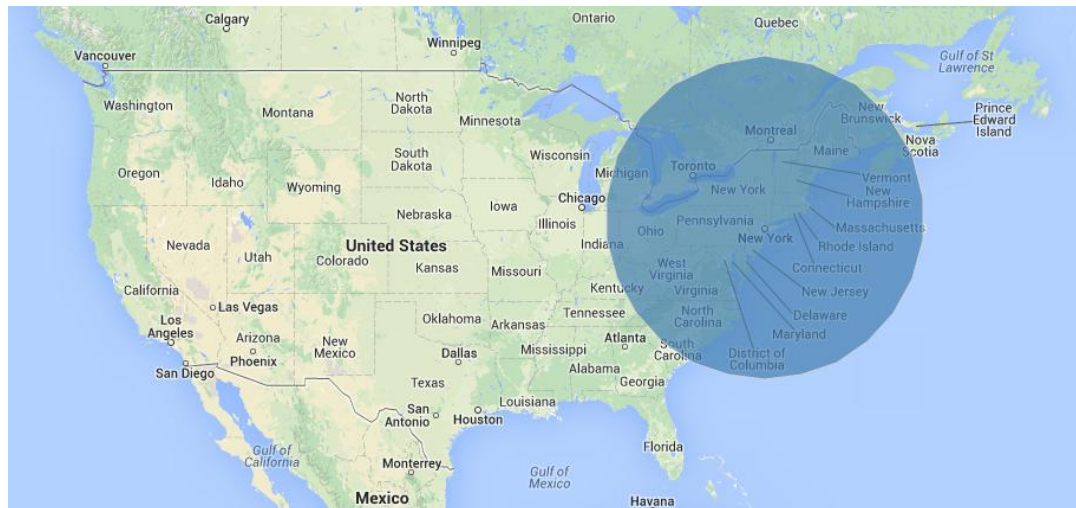 Calgary
Ontario
Quebec
Winnipeg
Vancouver
Gulf of St
Lawrence
Washington
Montana
North
Dakota
Minnesota
New
Brunswick
Prince
Edward
Island
Nova
Scotia
Montreal
Maine
Oregon
Idaho
Wyoming
South
Dakota
Wisconsin
Michigan
Toronto
Vermont
New York
New
Hampshire
Chicago
Iowa
Nebraska
Illinois
Indiana
Ohio
Pennsylvania
Massachusetts
New York
Rhode Island
Nevada
Utah
Colorado
United States
Kansas
Missouri
West
Virginia
Connecticut
Kentucky
Virginia
New Jersey
California
Las Vegas
Delaware
Maryland
Los
Angeles
Arizona
Phoenix
New
Mexico
Oklahoma
Arkansas
Tennessee
North
Carolina
South
Carolina
District of
Columbia
San Diego
Dallas
Mississippi
Atlanta
Alabama
Georgia
Texas
Louisiana
San
Antonio
Houston
Florida
Gulf of
California
Monterrey
Gulf of
Mexico
Mexico
Havana